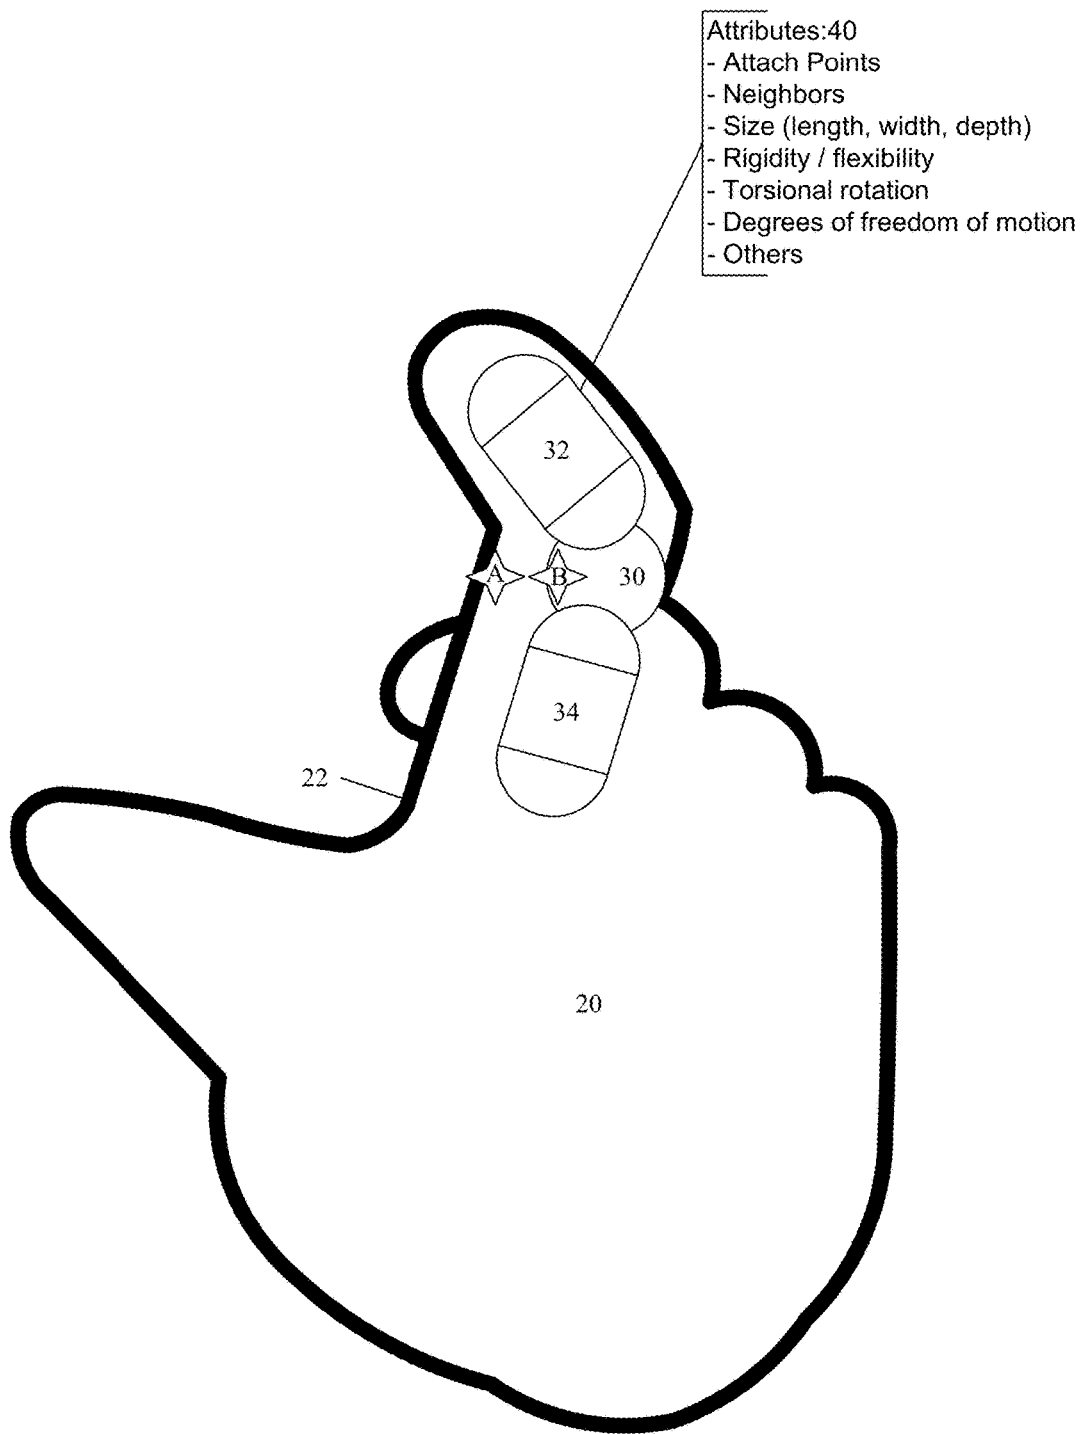 Attributes:40
- Attach Points
- Neighbors
- Size (length, width, depth)
- Rigidity / flexibility
- Torsional rotation
- Degrees of freedom of motion
- Others
32
A
B
30
34
22
20